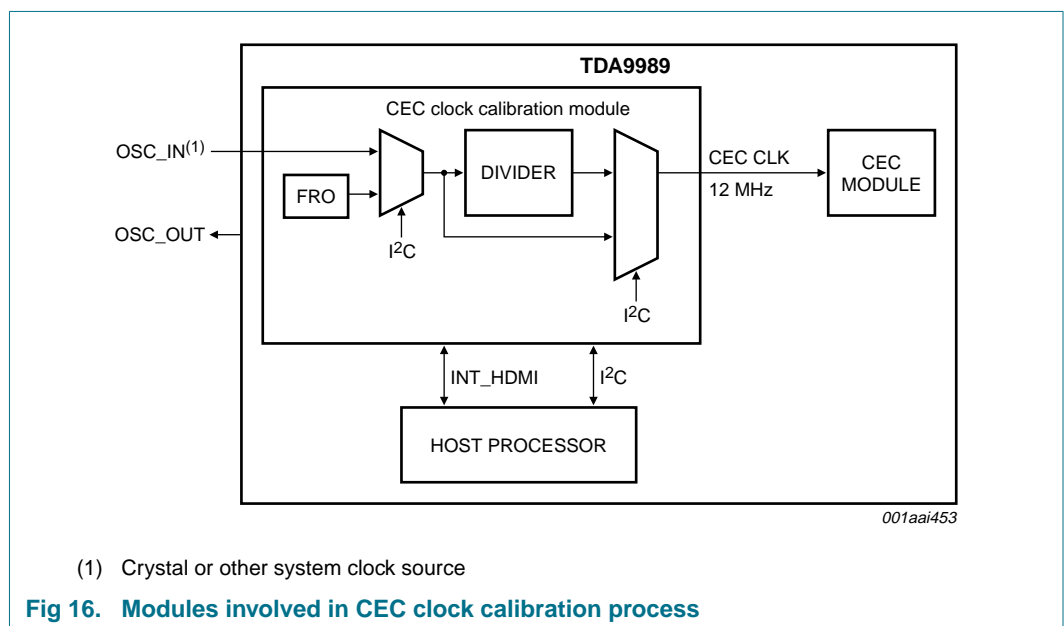 TDA9989
CEC clock calibration module
OSC_IN(1)
FRO
DIVIDER
CEC CLK
12 MHz
CEC
MODULE
OSC_OUT
I2C
I2C
INT_HDMI
I2C
HOST PROCESSOR
001aai453
(1) Crystal or other system clock source
Fig 16. Modules involved in CEC clock calibration process